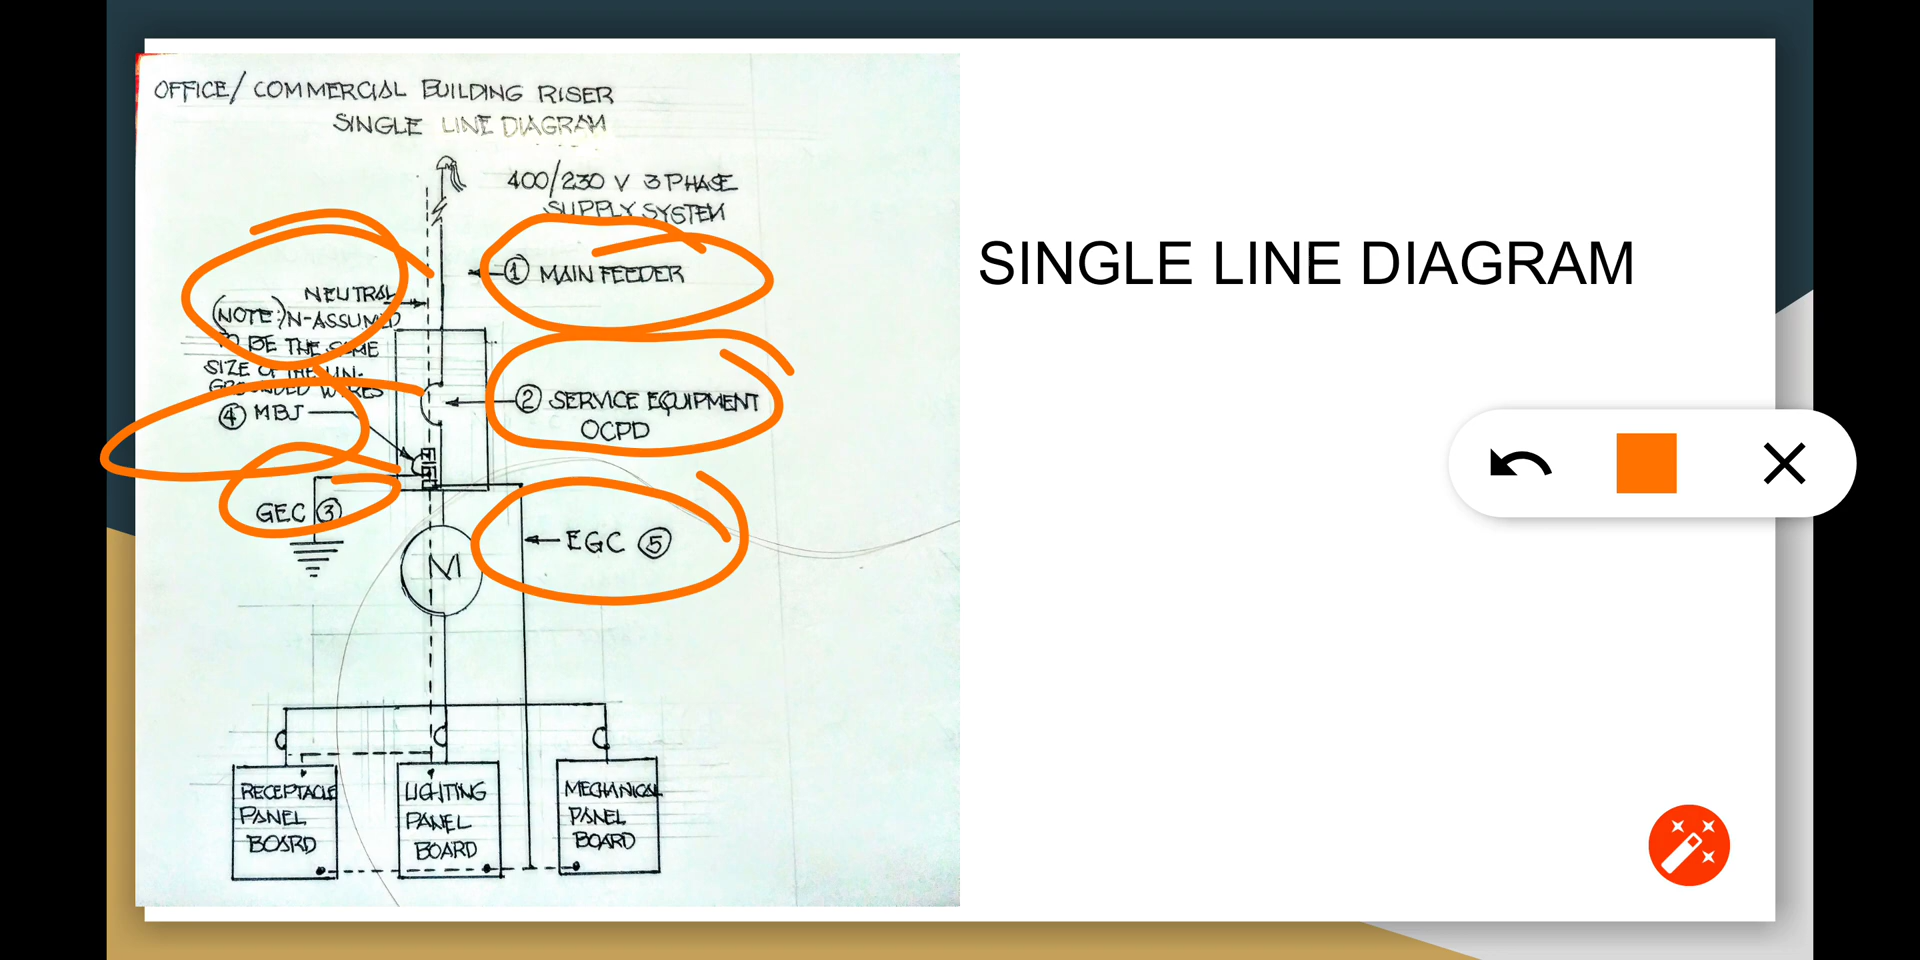 OFFICE/ COMMERCIAL BUILDING RISER
SINGLE LINE DIAGRAM
400/230 V 3 PHASE
SUPPLY SYSTEM
① MAIN FEEDER
NEUTRAL
(NOTE:) N-ASSUMED
TO BE THE SAME
SIZE OF THE UN-
GROUNDED WIRES
④ MBJ
② SERVICE EQUIPMENT
OCPD
GEC ③
EGC ⑤
M
RECEPTACLE
PANEL
BOARD
LIGHTING
PANEL
BOARD
MECHANICAL
PANEL
BOARD
SINGLE LINE DIAGRAM